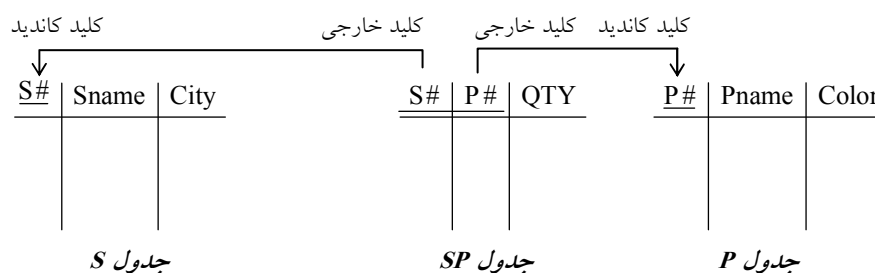 کلید کاندید کلید خارجی کلید خارجی کلید کاندید
S# Sname City S# P# QTY P# Pname Color
جدول S جدول SP جدول P